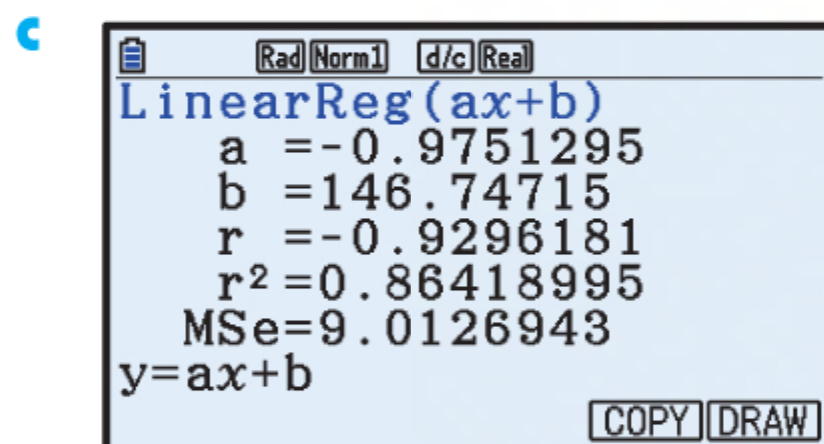 c
Rad Norm1 d/c Real
LinearReg(ax+b)
a =-0.9751295
b =146.74715
r =-0.9296181
r²=0.86418995
MSe=9.0126943
y=ax+b
COPY DRAW